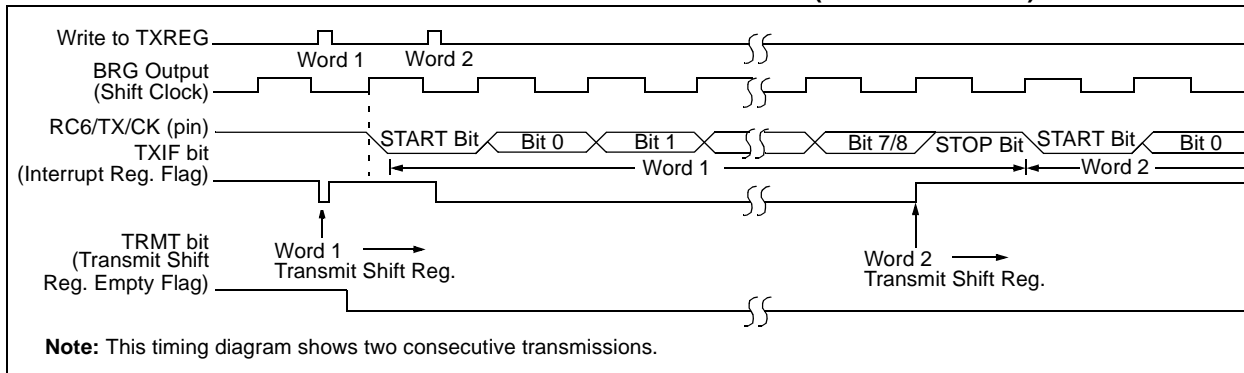 Write to TXREG
Word 1
Word 2
BRG Output
(Shift Clock)
RC6/TX/CK (pin)
START Bit
Bit 0
Bit 1
Bit 7/8
STOP Bit
START Bit
Bit 0
Word 1
Word 2
TXIF bit
(Interrupt Reg. Flag)
Word 1
Transmit Shift Reg.
Word 2
Transmit Shift Reg.
TRMT bit
(Transmit Shift
Reg. Empty Flag)
Note: This timing diagram shows two consecutive transmissions.